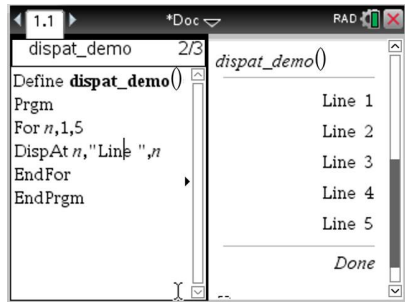 1.1 *Doc RAD
dispat_demo 2/3
Define dispat_demo()
Prgm
For n,1,5
DispAt n,"Line ",n
EndFor
EndPrgm
dispat_demo()
Line 1
Line 2
Line 3
Line 4
Line 5
Done